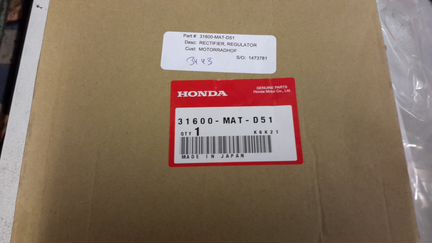 Part #: 31600-MAT-D51
Desc: RECTIFIER, REGULATOR
Cust: MOTORRADHOF
S/O: 1473781
HONDA
GENUINE PARTS
Honda Motor Co., Ltd.
31600-MAT-D51
QTY 1
K6K21
MADE IN JAPAN